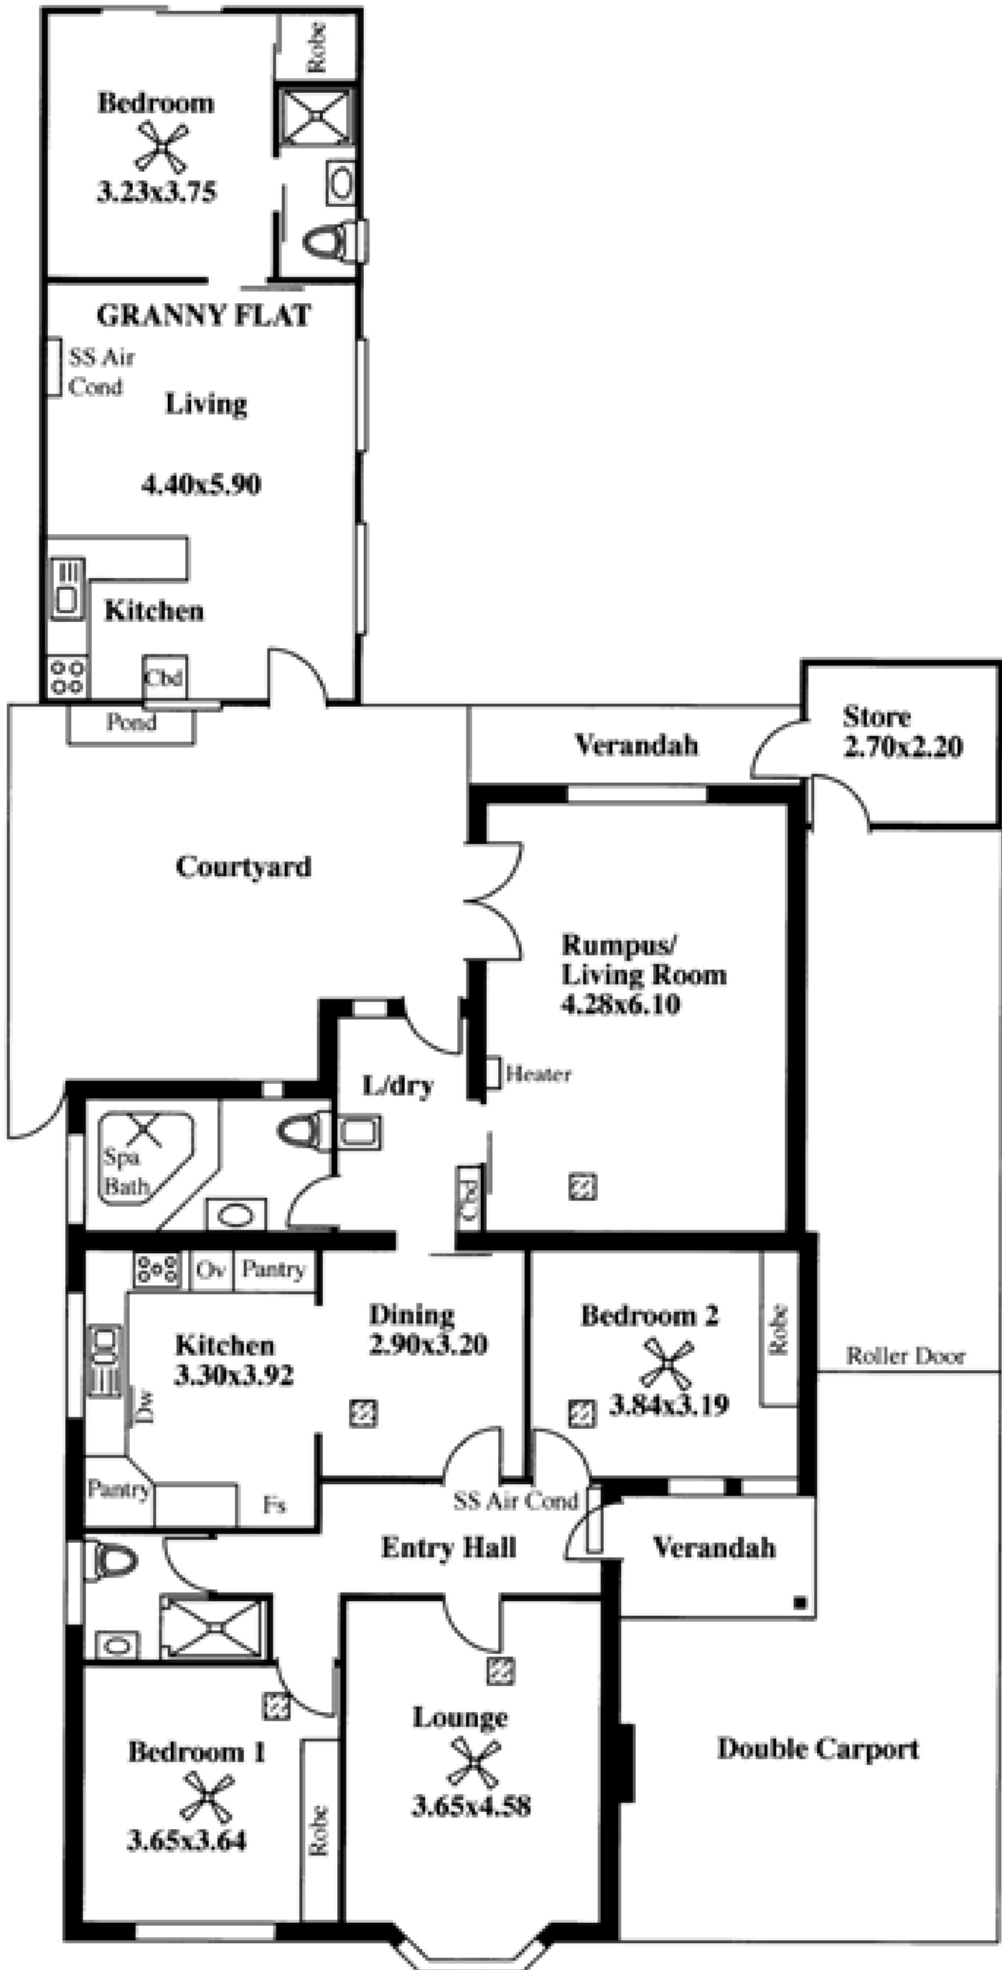 Robe
Bedroom
3.23x3.75
GRANNY FLAT
SS Air
Cond
Living
4.40x5.90
Kitchen
Cbd
Pond
Verandah
Store
2.70x2.20
Courtyard
Rumpus/
Living Room
4.28x6.10
Heater
L/dry
Spa
Bath
Cbd
Ov
Pantry
Dining
2.90x3.20
Bedroom 2
3.84x3.19
Robe
Kitchen
3.30x3.92
Dw
Roller Door
Pantry
Fs
SS Air Cond
Entry Hall
Verandah
Lounge
3.65x4.58
Bedroom 1
3.65x3.64
Robe
Double Carport